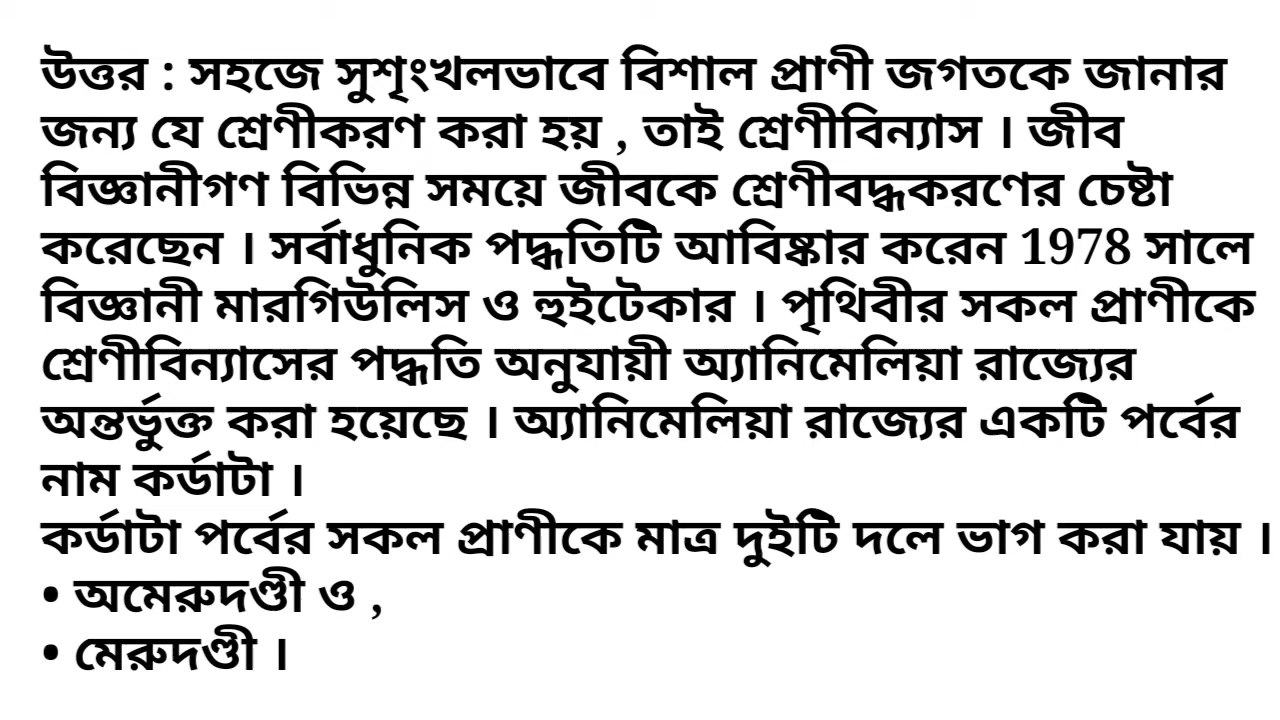 উত্তর : সহজে সুশৃংখলভাবে বিশাল প্রাণী জগতকে জানার
জন্য যে শ্রেণীকরণ করা হয় , তাই শ্রেণীবিন্যাস । জীব
বিজ্ঞানীগণ বিভিন্ন সময়ে জীবকে শ্রেণীবদ্ধকরণের চেষ্টা
করেছেন । সর্বাধুনিক পদ্ধতিটি আবিষ্কার করেন 1978 সালে
বিজ্ঞানী মারগিউলিস ও হুইটেকার । পৃথিবীর সকল প্রাণীকে
শ্রেণীবিন্যাসের পদ্ধতি অনুযায়ী অ্যানিমেলিয়া রাজ্যের
অন্তর্ভুক্ত করা হয়েছে । অ্যানিমেলিয়া রাজ্যের একটি পর্বের
নাম কর্ডাটা ।
কর্ডাটা পর্বের সকল প্রাণীকে মাত্র দুইটি দলে ভাগ করা যায় ।
• অমেরুদণ্ডী ও ,
• মেরুদণ্ডী ।